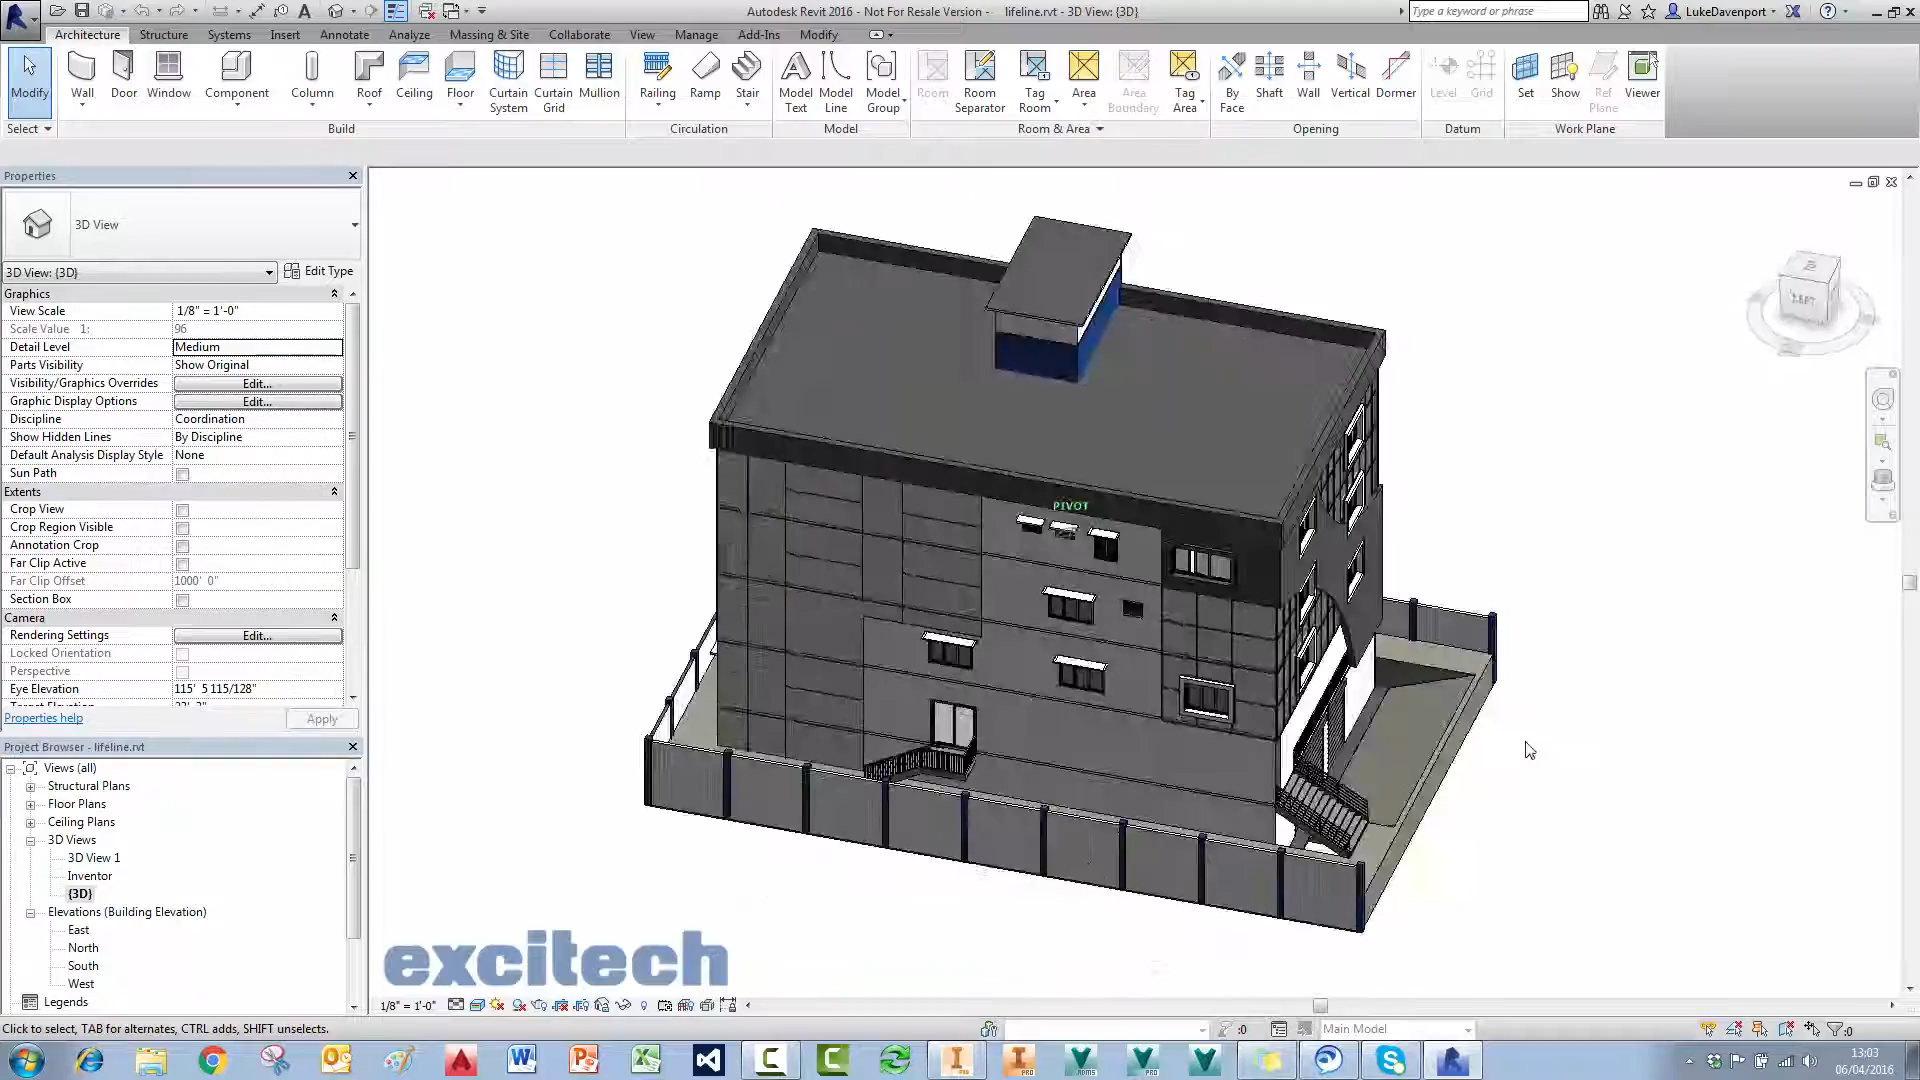 Autodesk Revit 2016 - Not For Resale Version - lifeline.rvt - 3D View: {3D}
Type a keyword or phrase
LukeDavenport
Architecture Structure Systems Insert Annotate Analyze Massing & Site Collaborate View Manage Add-Ins Modify
Modify Wall Door Window Component Column Roof Ceiling Floor Curtain System Curtain Grid Mullion Railing Ramp Stair Model Text Model Line Model Group Room Room Separator Tag Room Area Area Boundary Tag Area By Face Shaft Wall Vertical Dormer Level Grid Set Show Ref Plane Viewer
Select Build Circulation Model Room & Area Opening Datum Work Plane
Properties
3D View
3D View: {3D} Edit Type
Graphics
View Scale 1/8" = 1'-0"
Scale Value 1: 96
Detail Level Medium
Parts Visibility Show Original
Visibility/Graphics Overrides Edit...
Graphic Display Options Edit...
Discipline Coordination
Show Hidden Lines By Discipline
Default Analysis Display Style None
Sun Path
Extents
Crop View
Crop Region Visible
Annotation Crop
Far Clip Active
Far Clip Offset 1000' 0"
Section Box
Camera
Rendering Settings Edit...
Locked Orientation
Perspective
Eye Elevation 115' 5 115/128"
Properties help Apply
Project Browser - lifeline.rvt
Views (all)
Structural Plans
Floor Plans
Ceiling Plans
3D Views
3D View 1
Inventor
{3D}
Elevations (Building Elevation)
East
North
South
West
Legends
PIVOT
LEFT
excitech
1/8" = 1'-0"
Click to select, TAB for alternates, CTRL adds, SHIFT unselects.
:0
Main Model
:0
13:03
06/04/2016